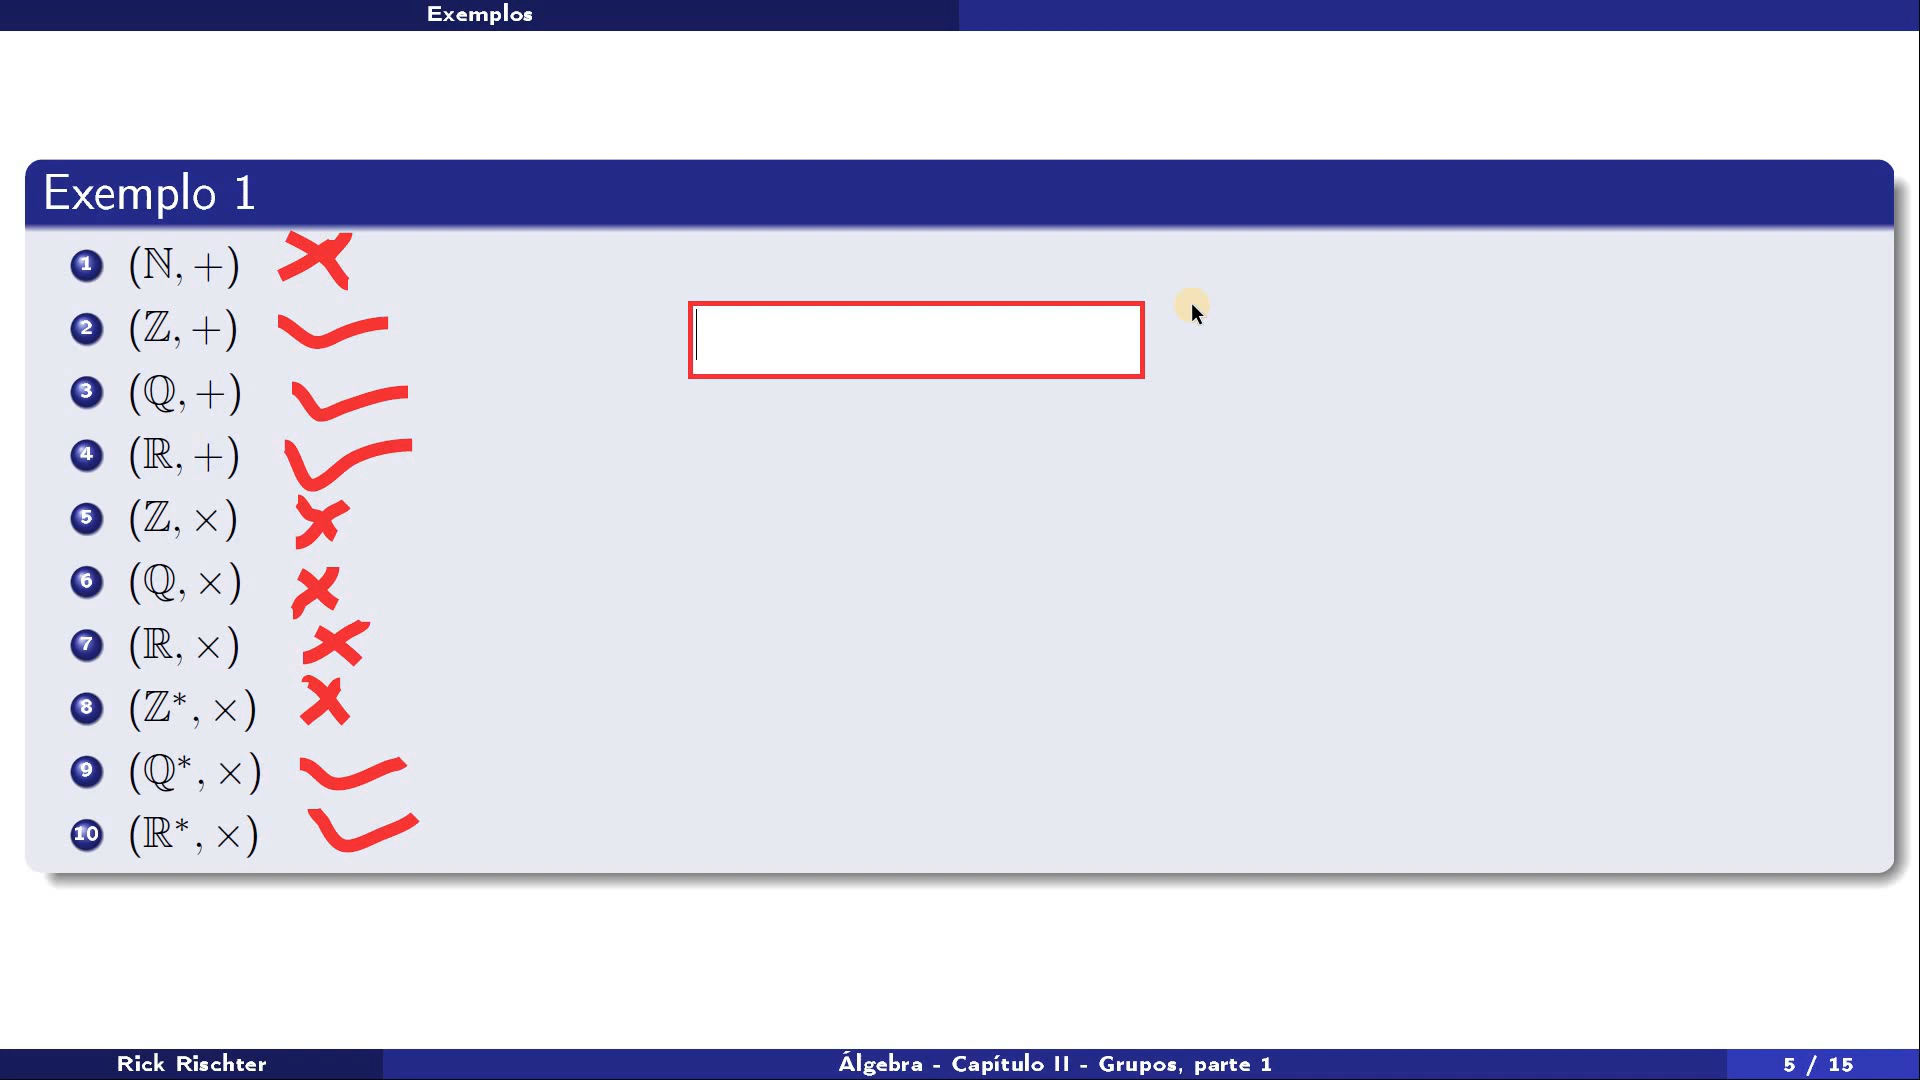 Exemplos
Exemplo 1
1 (ℕ, +)
2 (ℤ, +)
3 (ℚ, +)
4 (ℝ, +)
5 (ℤ, ×)
6 (ℚ, ×)
7 (ℝ, ×)
8 (ℤ*, ×)
9 (ℚ*, ×)
10 (ℝ*, ×)
Rick Rischter
Álgebra - Capítulo II - Grupos, parte 1
5 / 15